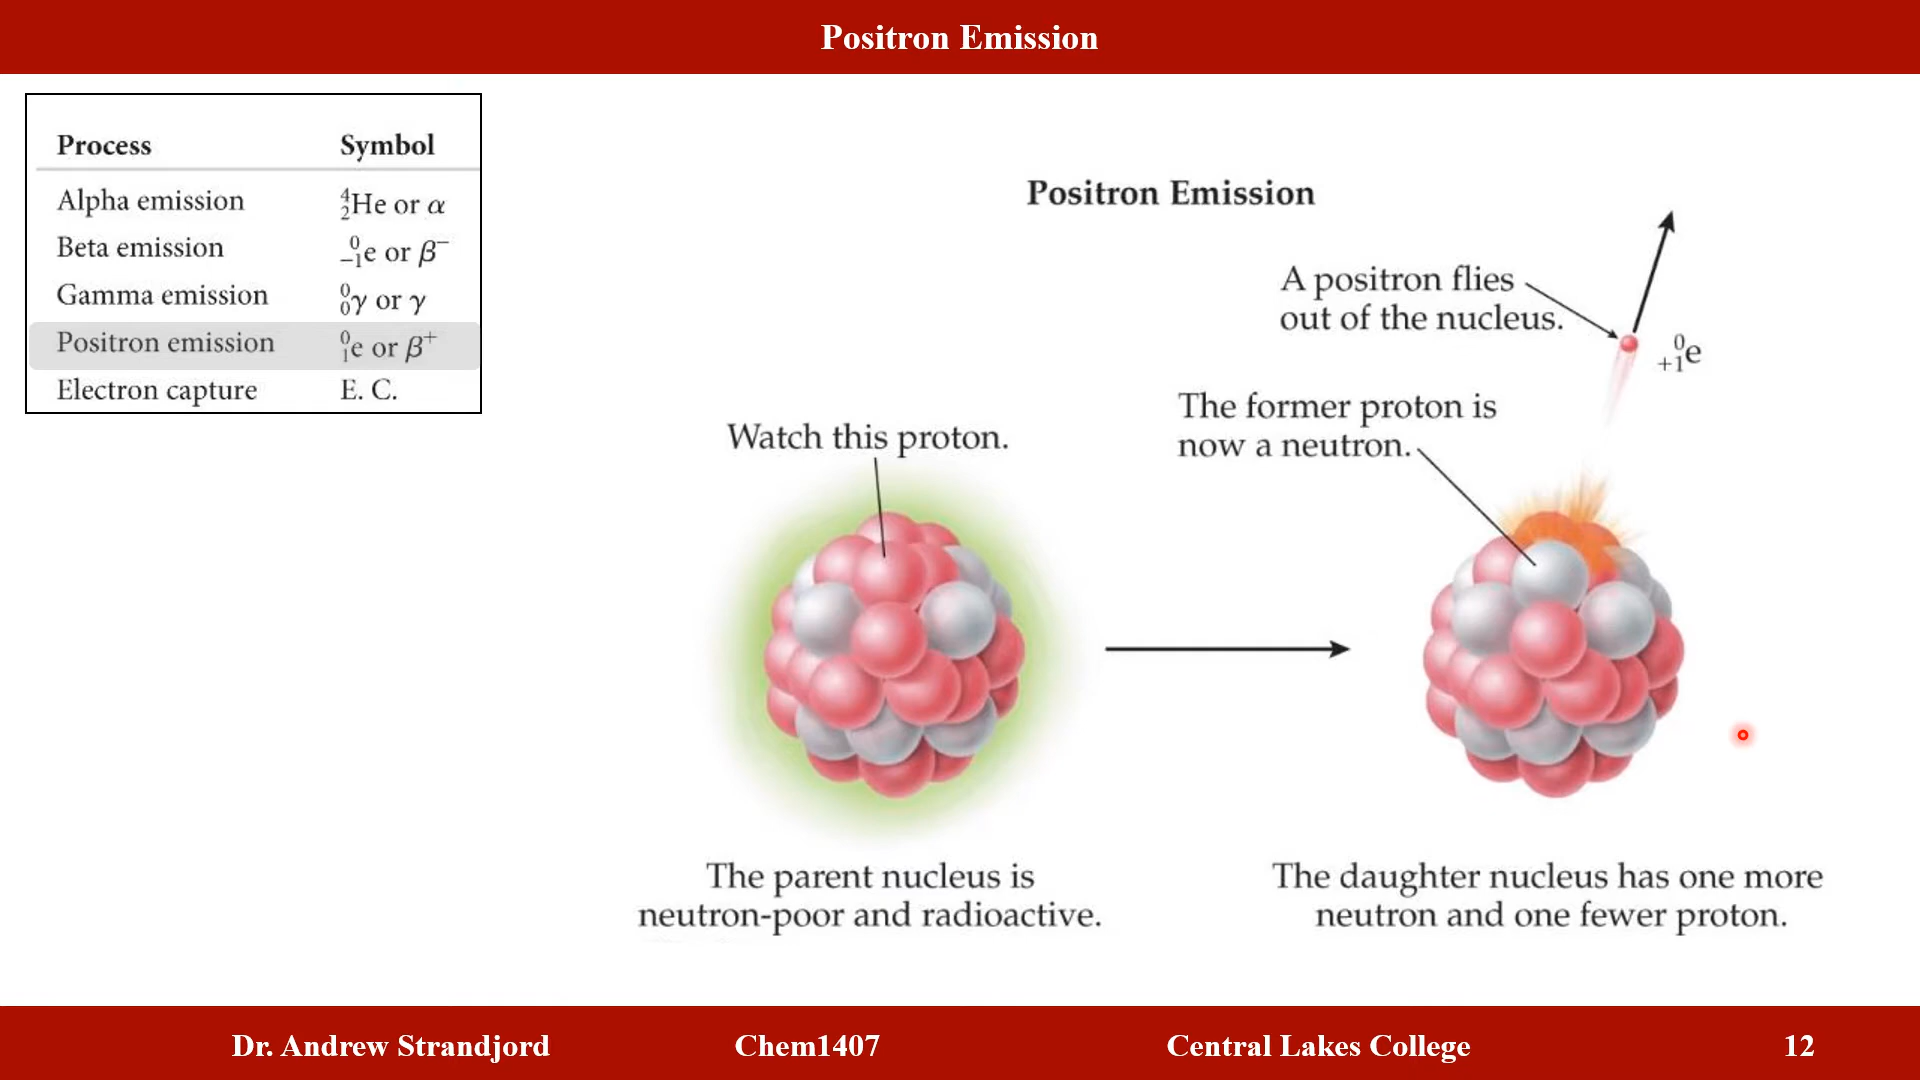 Positron Emission
Process Symbol
Alpha emission ⁴₂He or α
Beta emission ⁰₋₁e or β⁻
Gamma emission ⁰₀γ or γ
Positron emission ⁰₁e or β⁺
Electron capture E. C.
Positron Emission
A positron flies
out of the nucleus.
⁰₊₁e
The former proton is
now a neutron.
Watch this proton.
The parent nucleus is
neutron-poor and radioactive.
The daughter nucleus has one more
neutron and one fewer proton.
Dr. Andrew Strandjord Chem1407 Central Lakes College 12